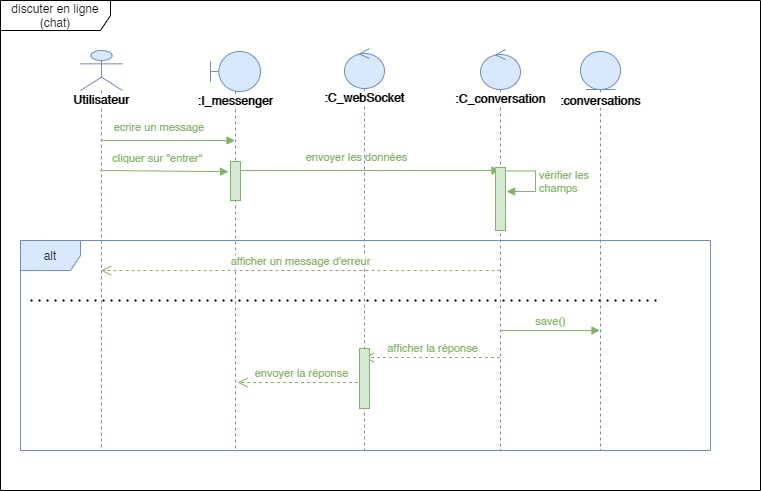 discuter en ligne
(chat)
Utilisateur
:I_messenger
:C_webSocket
:C_conversation
:conversations
ecrire un message
cliquer sur "entrer"
envoyer les données
vérifier les
champs
alt
afficher un message d'erreur
save()
afficher la réponse
envoyer la réponse